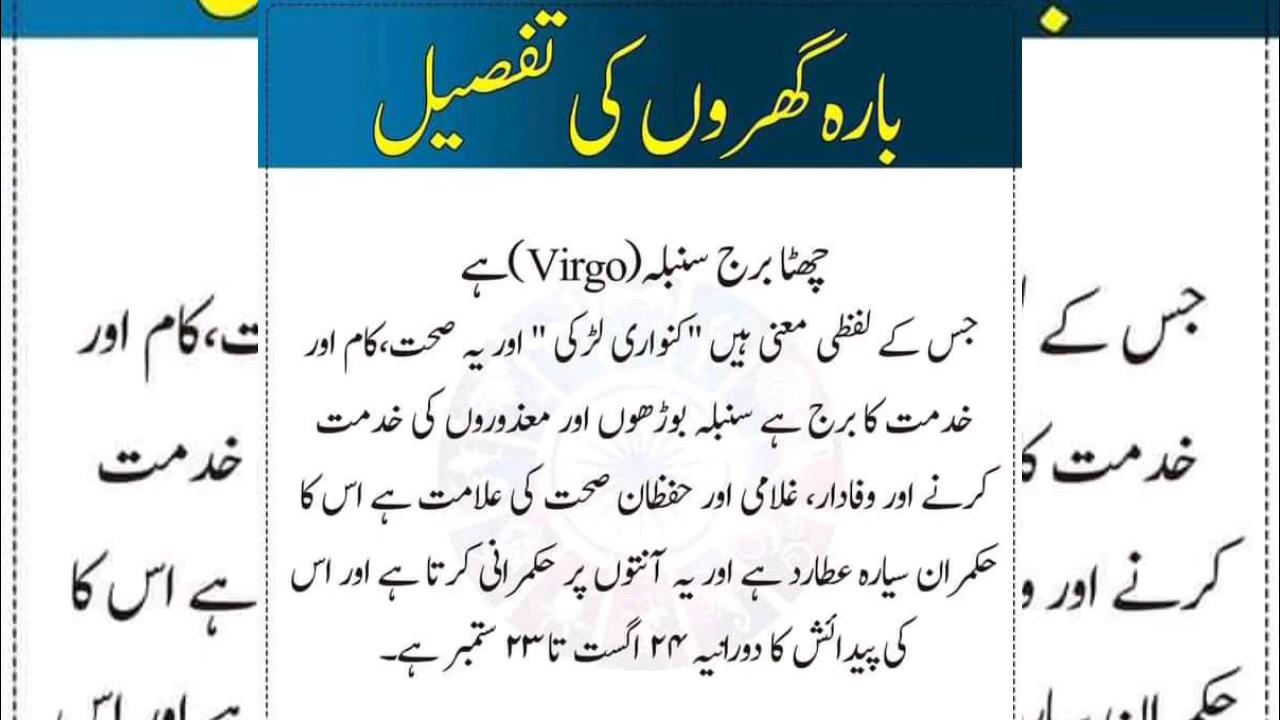 بارہ گھروں کی تفصیل
چھٹا برج سنبلہ(Virgo)ہے
جس کے لفظی معنی ہیں "کنواری لڑکی" اور یہ صحت،کام اور
خدمت کا برج ہے سنبلہ بوڑھوں اور معذوروں کی خدمت
کرنے اور وفادار، غلامی اور حفظان صحت کی علامت ہے اس کا
حکمران سیارہ عطارد ہے اور یہ آنتوں پر حکمرانی کرتا ہے اور اس
کی پیدائش کا دورانیہ ۲۴ اگست تا ۲۳ ستمبر ہے۔